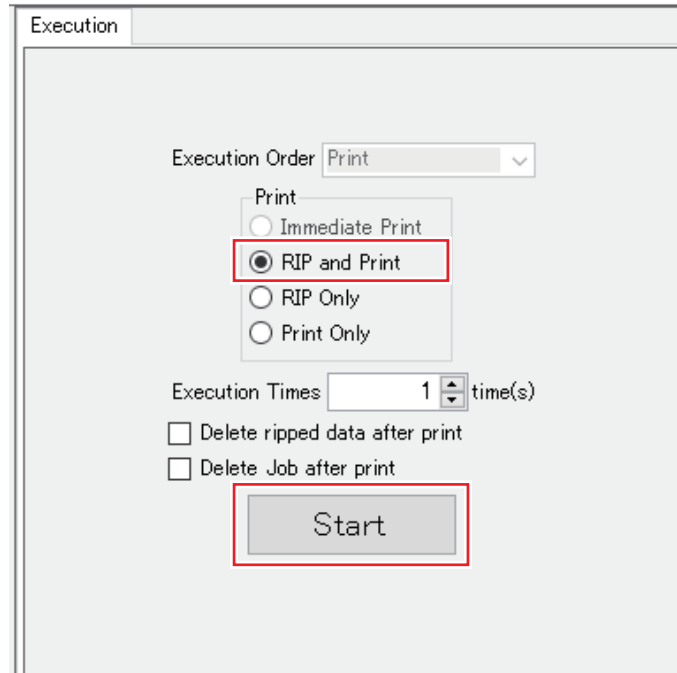 Execution
Execution Order Print
Print
Immediate Print
RIP and Print
RIP Only
Print Only
Execution Times 1 time(s)
Delete ripped data after print
Delete Job after print
Start